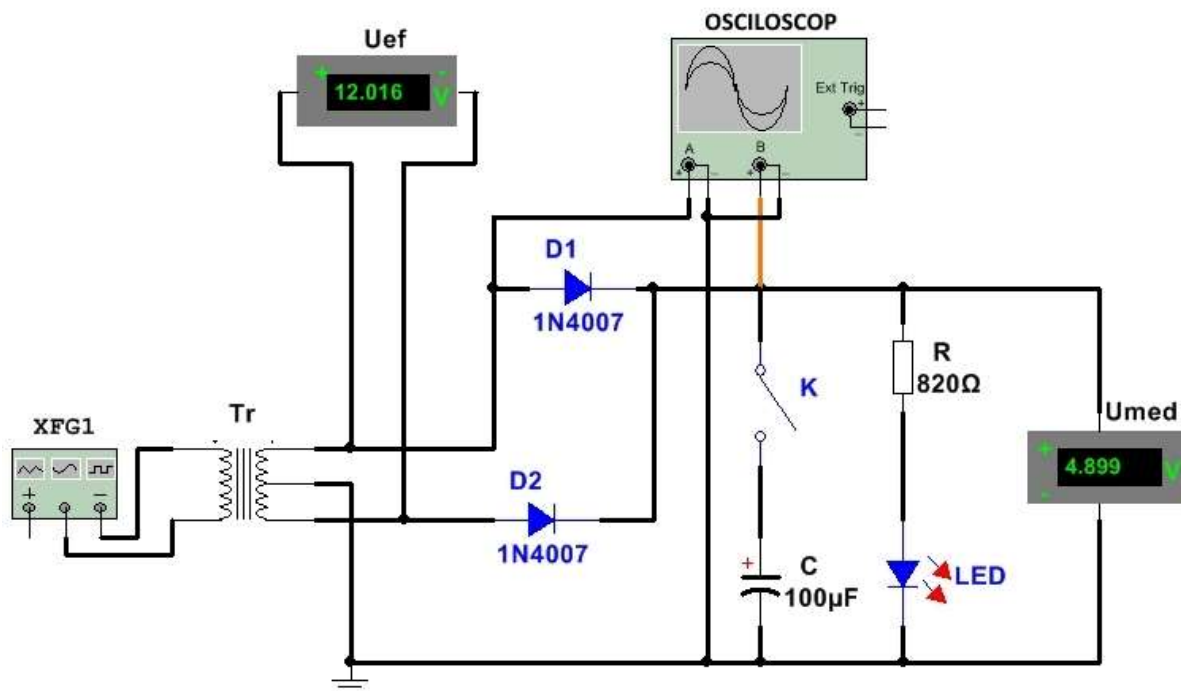 OSCILOSCOP
Uef
+ 12.016 - V
Ext Trig
+
-
A
B
+ - + -
D1
1N4007
R
820Ω
K
Umed
+ 4.899 V
-
XFG1
Tr
+ -
D2
1N4007
+
C
100µF
LED